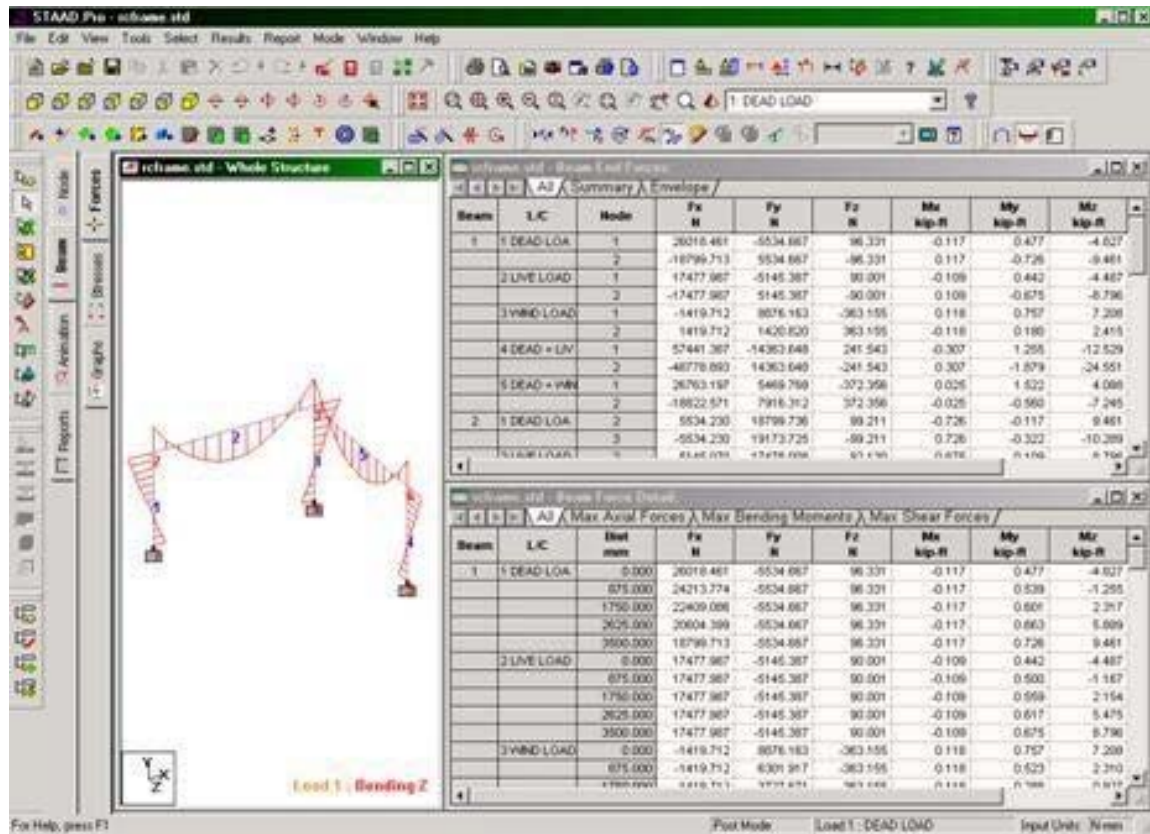 STAAD.Pro - rcframe.std
File Edit View Tools Select Results Report Mode Window Help
1: DEAD LOAD
Node
Beam
Animation
Reports
Forces
Stresses
Graphs
rcframe.std - Whole Structure
2
3
5
1
4
Y
X
Z
Load 1 : Bending Z
rcframe.std - Beam End Forces
All Summary Envelope
Beam L/C Node Fx N Fy N Fz N Mx kip-ft My kip-ft Mz kip-ft
1 1 DEAD LOA 1 26018.461 -5534.667 96.331 -0.117 0.477 -4.827
2 -18799.713 5534.667 -96.331 0.117 -0.726 -9.461
2 LIVE LOAD 1 17477.987 -5145.387 90.001 -0.109 0.442 -4.487
2 -17477.987 5145.387 -90.001 0.109 -0.675 -8.796
3 WIND LOAD 1 -1419.712 8876.163 -363.155 0.118 0.757 7.208
2 1419.712 1420.820 363.155 -0.118 0.180 2.415
4 DEAD + LIV 1 57441.367 -14363.648 241.543 -0.307 1.255 -12.529
2 -46778.893 14363.648 -241.543 0.307 -1.879 -24.551
5 DEAD + WIN 1 26763.197 5469.759 -372.356 0.025 1.522 4.086
2 -18822.571 7916.312 372.356 -0.025 -0.560 -7.245
2 1 DEAD LOA 2 5534.230 18799.736 99.211 -0.726 -0.117 9.461
3 -5534.230 19173.725 -99.211 0.726 -0.322 -10.289
rcframe.std - Beam Force Detail
All Max Axial Forces Max Bending Moments Max Shear Forces
Beam L/C Dist mm Fx N Fy N Fz N Mx kip-ft My kip-ft Mz kip-ft
1 1 DEAD LOA 0.000 26018.461 -5534.667 96.331 -0.117 0.477 -4.827
875.000 24213.774 -5534.667 96.331 -0.117 0.539 -1.255
1750.000 22409.086 -5534.667 96.331 -0.117 0.601 2.317
2625.000 20604.399 -5534.667 96.331 -0.117 0.663 5.889
3500.000 18799.713 -5534.667 96.331 -0.117 0.726 9.461
2 LIVE LOAD 0.000 17477.987 -5145.387 90.001 -0.109 0.442 -4.487
875.000 17477.987 -5145.387 90.001 -0.109 0.500 -1.167
1750.000 17477.987 -5145.387 90.001 -0.109 0.559 2.154
2625.000 17477.987 -5145.387 90.001 -0.109 0.617 5.475
3500.000 17477.987 -5145.387 90.001 -0.109 0.675 8.796
3 WIND LOAD 0.000 -1419.712 8876.163 -363.155 0.118 0.757 7.208
875.000 -1419.712 6301.917 -363.155 0.118 0.523 2.310
For Help, press F1
Post Mode
Load 1 : DEAD LOAD
Input Units: N-mm